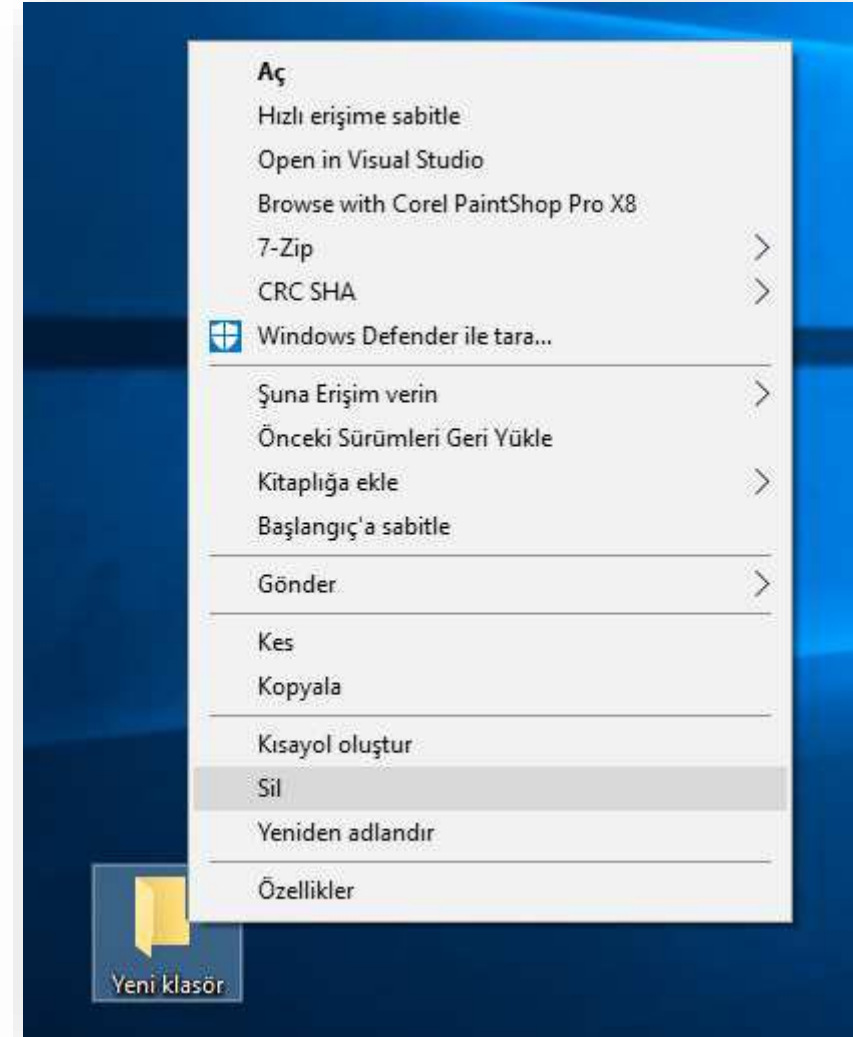 Aç
Hızlı erişime sabitle
Open in Visual Studio
Browse with Corel PaintShop Pro X8
7-Zip
CRC SHA
Windows Defender ile tara...
Şuna Erişim verin
Önceki Sürümleri Geri Yükle
Kitaplığa ekle
Başlangıç'a sabitle
Gönder
Kes
Kopyala
Kısayol oluştur
Sil
Yeniden adlandır
Özellikler
Yeni klasör